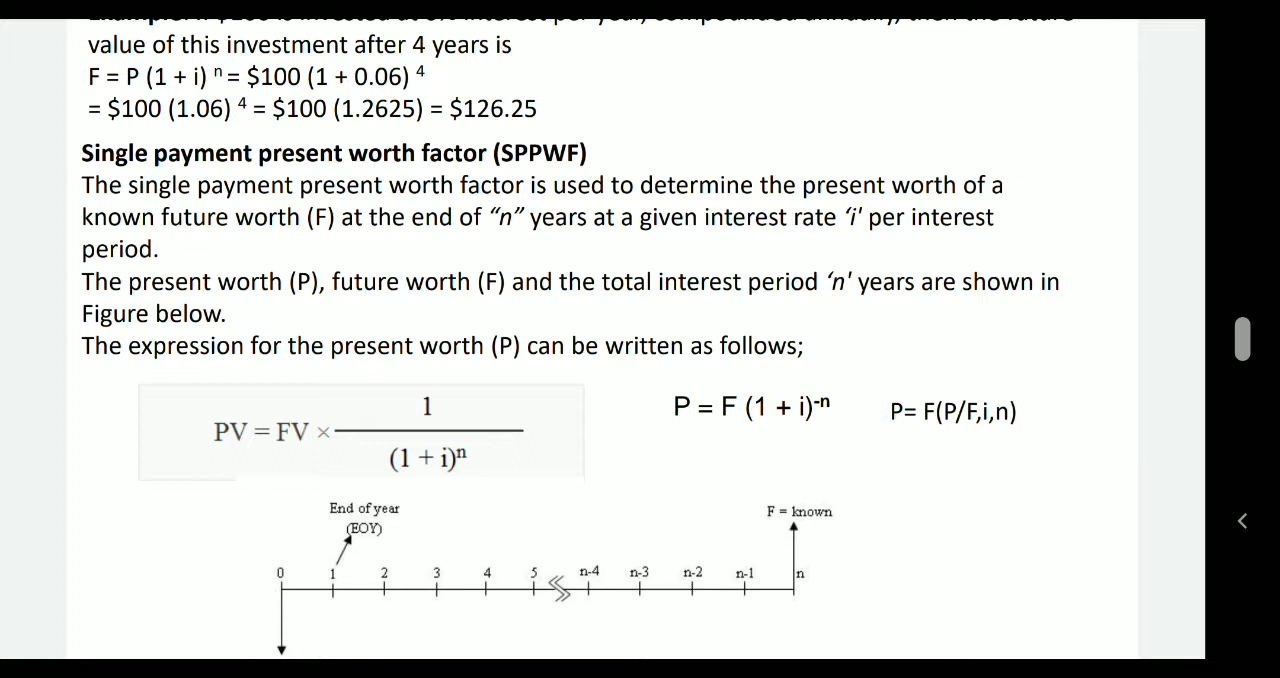 value of this investment after 4 years is
F = P (1 + i) ⁿ = $100 (1 + 0.06) ⁴
= $100 (1.06) ⁴ = $100 (1.2625) = $126.25
Single payment present worth factor (SPPWF)
The single payment present worth factor is used to determine the present worth of a
known future worth (F) at the end of “n” years at a given interest rate ‘i’ per interest
period.
The present worth (P), future worth (F) and the total interest period ‘n’ years are shown in
Figure below.
The expression for the present worth (P) can be written as follows;
PV = FV × 1 / (1 + i)ⁿ
P = F (1 + i)⁻ⁿ
P= F(P/F,i,n)
End of year
(EOY)
F = known
0 1 2 3 4 5 n-4 n-3 n-2 n-1 n